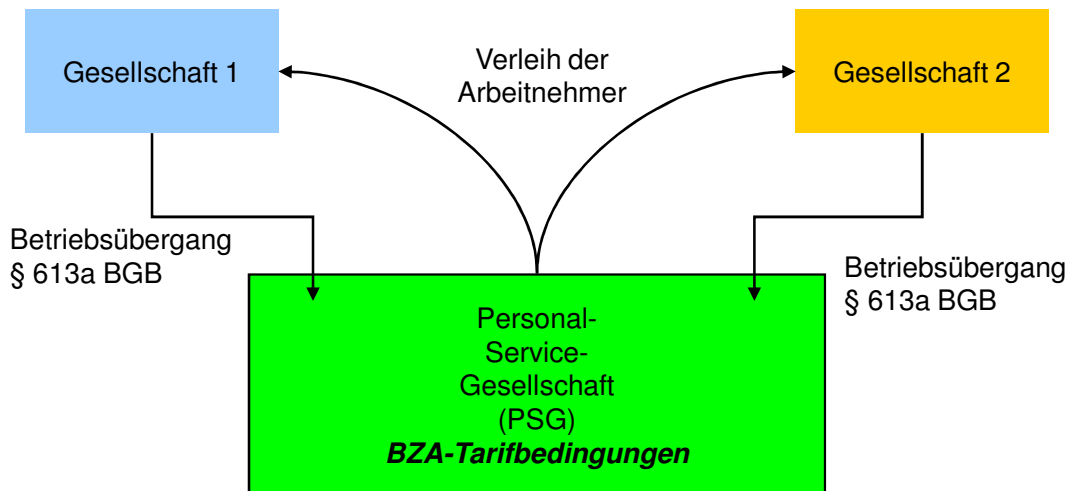 Gesellschaft 1
Verleih der
Arbeitnehmer
Gesellschaft 2
Betriebsübergang
§ 613a BGB
Betriebsübergang
§ 613a BGB
Personal-
Service-
Gesellschaft
(PSG)
BZA-Tarifbedingungen